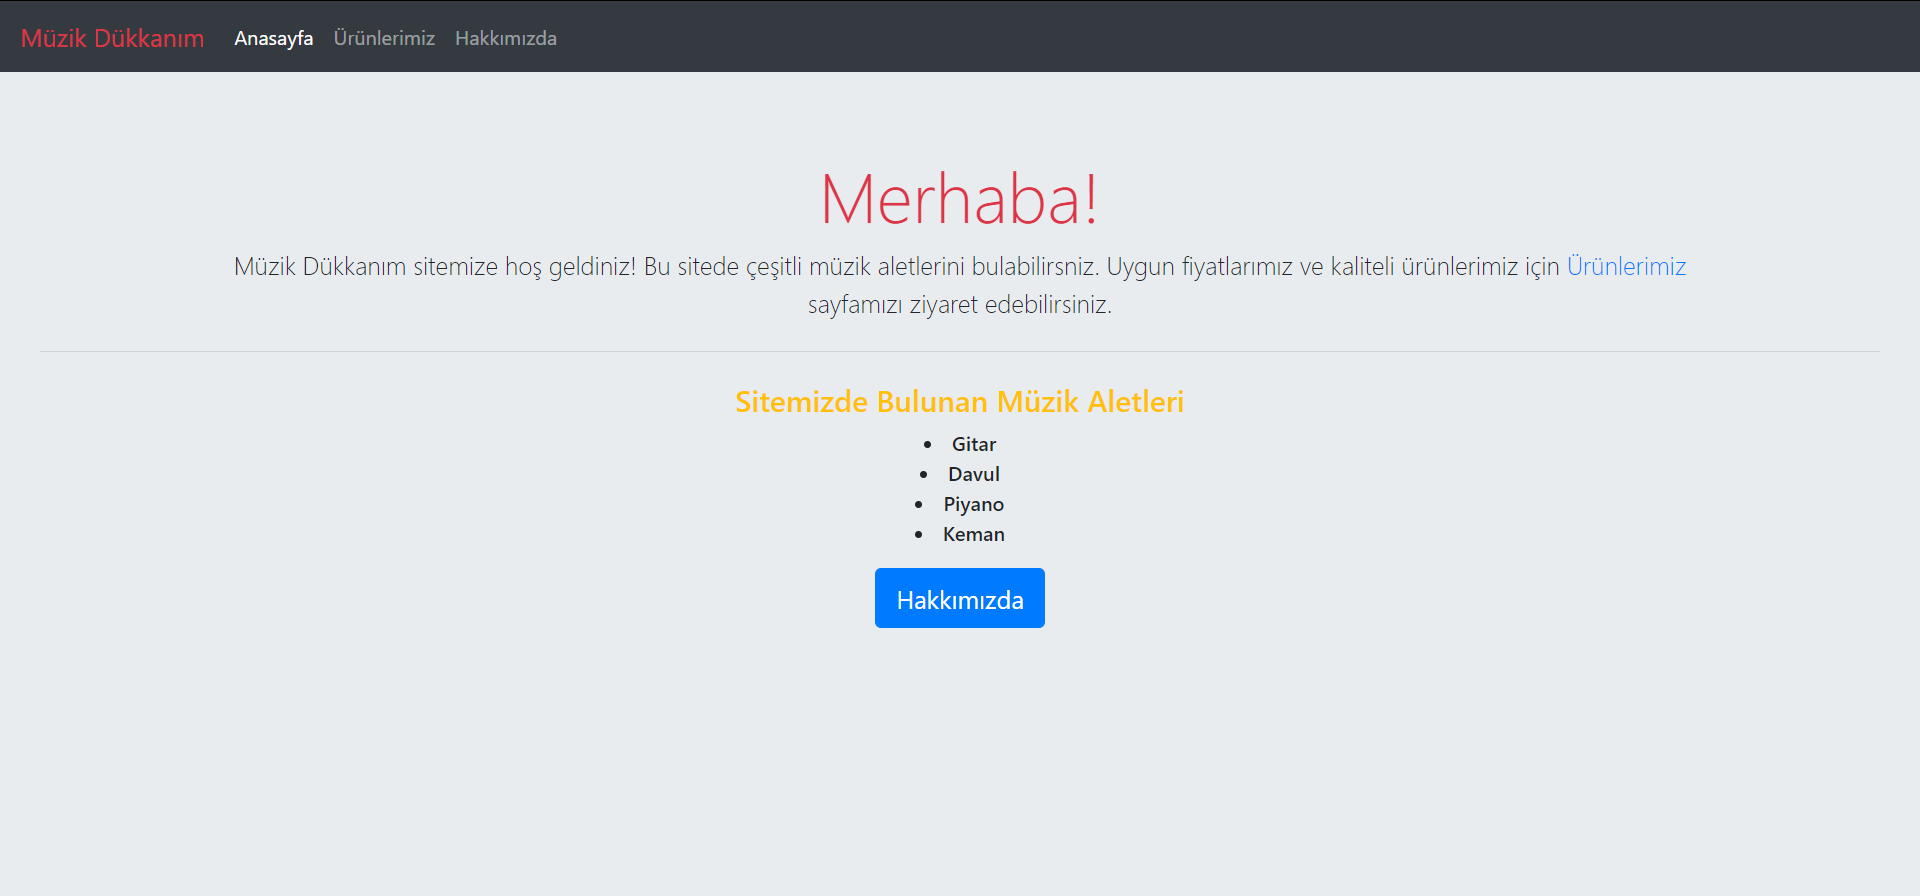 Müzik Dükkanım Anasayfa Ürünlerimiz Hakkımızda
Merhaba!
Müzik Dükkanım sitemize hoş geldiniz! Bu sitede çeşitli müzik aletlerini bulabilirsniz. Uygun fiyatlarımız ve kaliteli ürünlerimiz için Ürünlerimiz
sayfamızı ziyaret edebilirsiniz.
Sitemizde Bulunan Müzik Aletleri
• Gitar
• Davul
• Piyano
• Keman
Hakkımızda